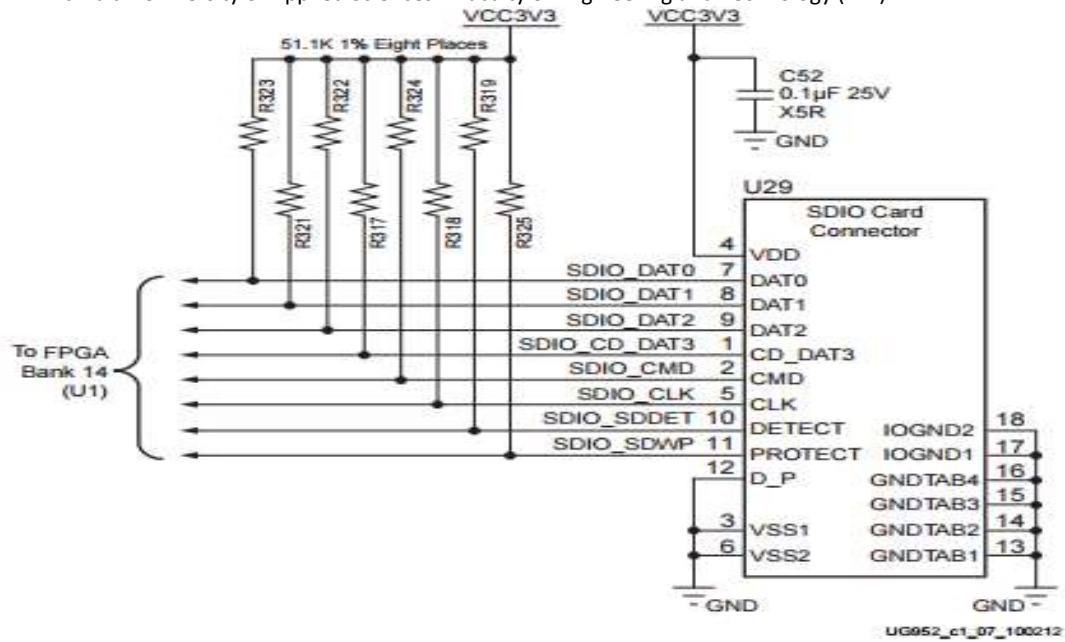 VCC3V3
VCC3V3
51.1K 1% Eight Places
R323
R322
R324
R319
R321
R317
R318
R325
C52
0.1µF 25V
X5R
GND
U29
SDIO Card
Connector
4 VDD
SDIO_DAT0 7 DAT0
SDIO_DAT1 8 DAT1
SDIO_DAT2 9 DAT2
SDIO_CD_DAT3 1 CD_DAT3
SDIO_CMD 2 CMD
SDIO_CLK 5 CLK
SDIO_SDDET 10 DETECT
SDIO_SDWP 11 PROTECT
12 D_P
3 VSS1
6 VSS2
To FPGA
Bank 14
(U1)
IOGND2 18
IOGND1 17
GNDTAB4 16
GNDTAB3 15
GNDTAB2 14
GNDTAB1 13
GND
GND
UG952_c1_07_100212